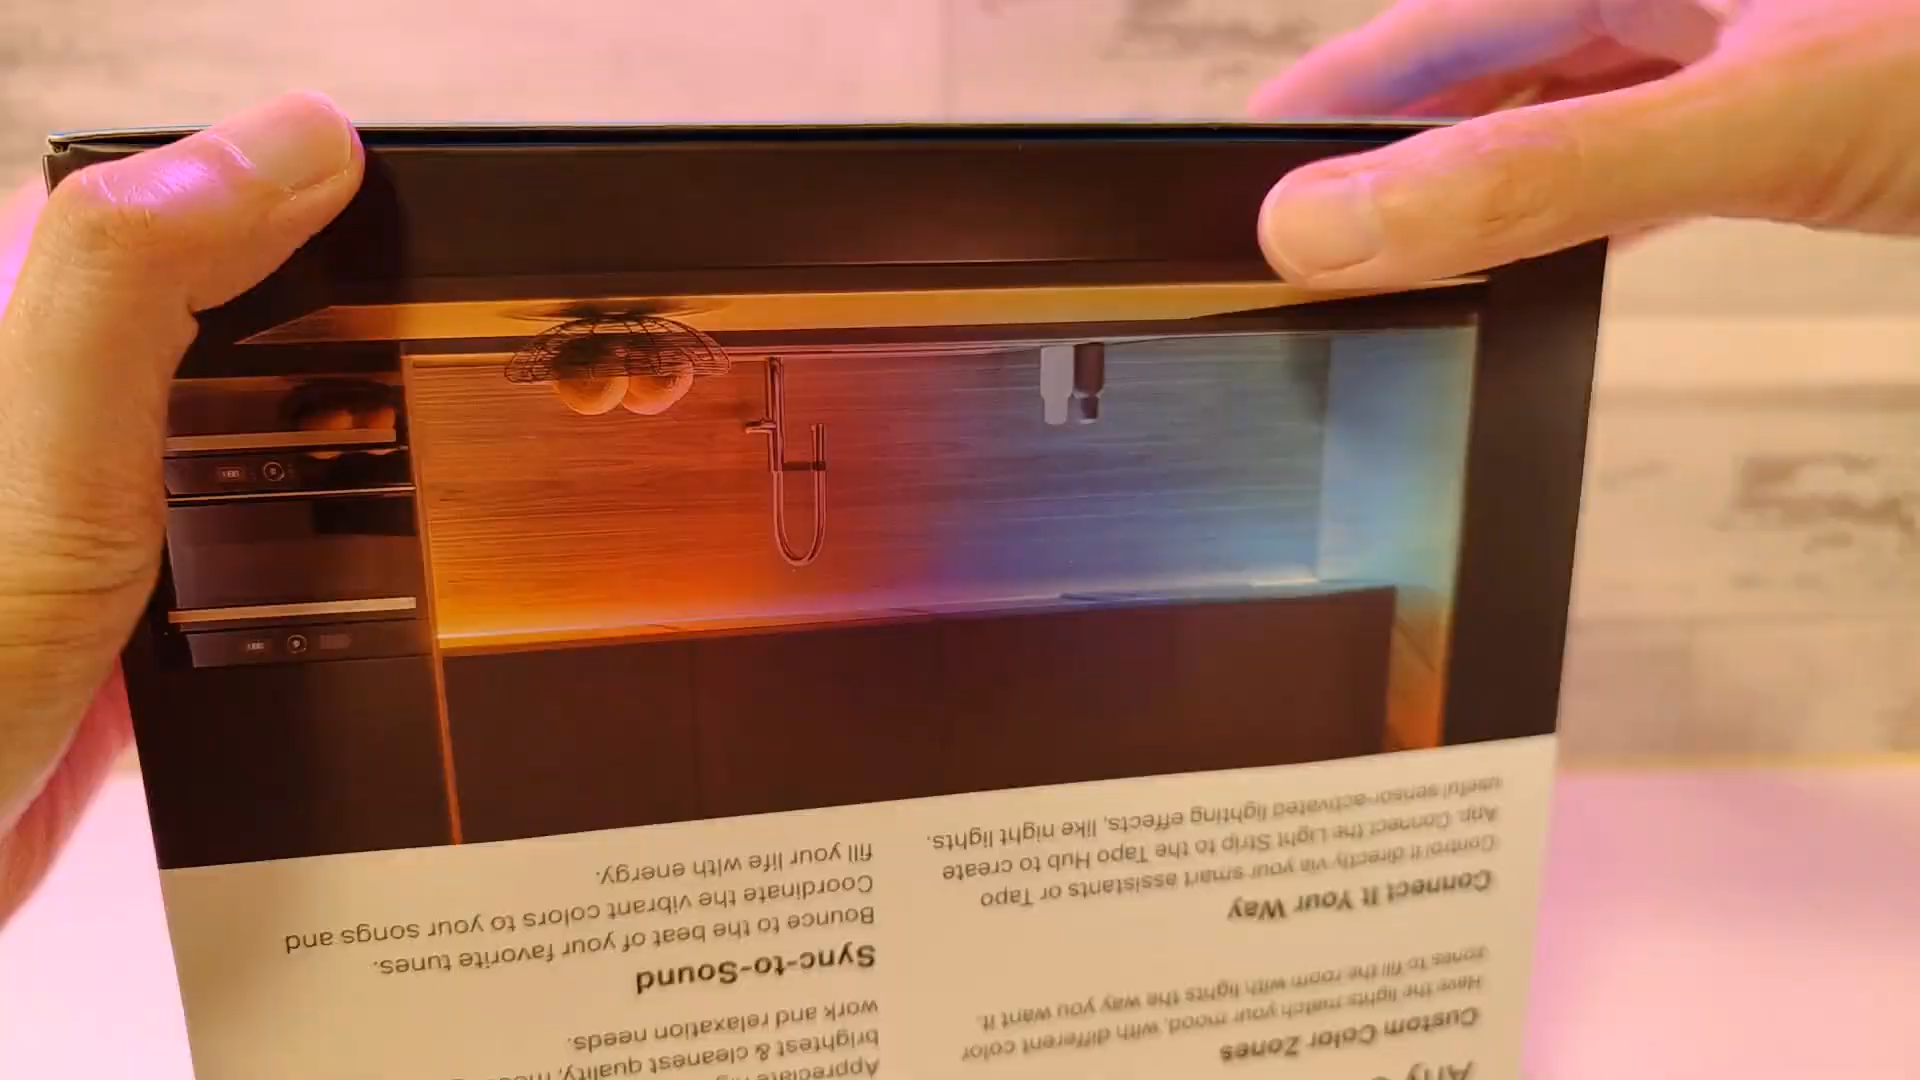 Any
Custom Color Zones
Have the lights match your mood, with different color
zones to fill the room with lights the way you want it.
Connect It Your Way
Control it directly via your smart assistants or Tapo
App. Connect the Light Strip to the Tapo Hub to create
useful sensor-activated lighting effects, like night lights.
Appreciate
brightest & cleanest quality,
work and relaxation needs.
Sync-to-Sound
Bounce to the beat of your favorite tunes.
Coordinate the vibrant colors to your songs and
fill your life with energy.